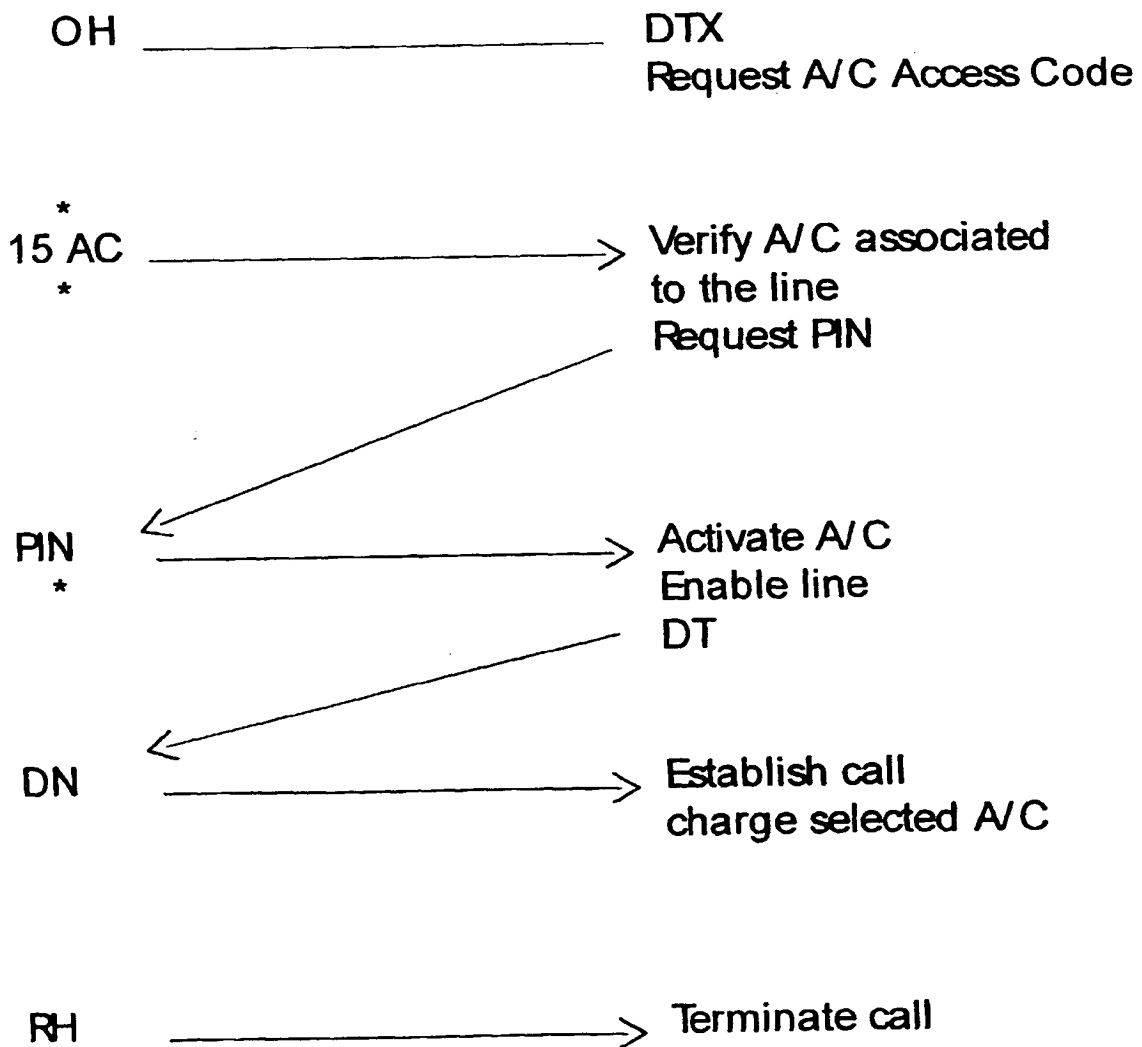 OH
DTX
Request A/C Access Code
*
15 AC
*
Verify A/C associated
to the line
Request PIN
PIN
*
Activate A/C
Enable line
DT
DN
Establish call
charge selected A/C
RH
Terminate call